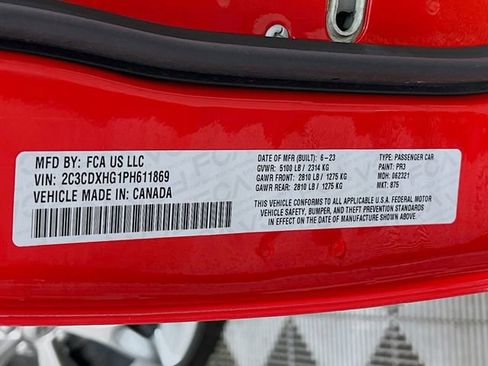 MFD BY: FCA US LLC
VIN: 2C3CDXHG1PH611869
VEHICLE MADE IN: CANADA
DATE OF MFR (BUILT): 6-23
GVWR: 5100 LB / 2314 KG
GAWR FRONT: 2810 LB / 1275 KG
GAWR REAR: 2810 LB / 1275 KG
TYPE: PASSENGER CAR
PAINT: PR3
MDH: 062321
MKT: 875
THIS VEHICLE CONFORMS TO ALL APPLICABLE U.S.A. FEDERAL MOTOR
VEHICLE SAFETY, BUMPER, AND THEFT PREVENTION STANDARDS
IN EFFECT ON THE DATE OF MANUFACTURE SHOWN ABOVE.